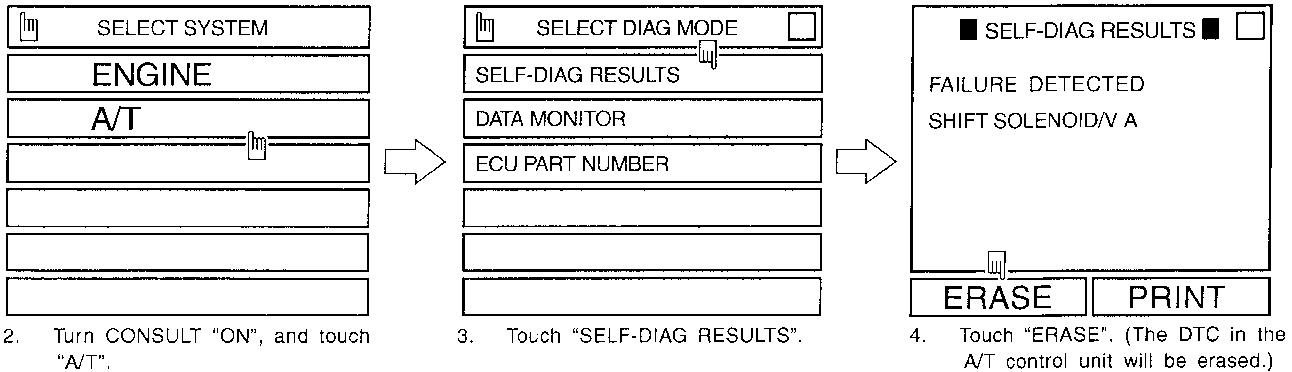 SELECT SYSTEM
ENGINE
A/T
2. Turn CONSULT "ON", and touch
"A/T".
SELECT DIAG MODE
SELF-DIAG RESULTS
DATA MONITOR
ECU PART NUMBER
3. Touch "SELF-DIAG RESULTS".
SELF-DIAG RESULTS
FAILURE DETECTED
SHIFT SOLENOID/V A
ERASE
PRINT
4. Touch "ERASE". (The DTC in the
A/T control unit will be erased.)